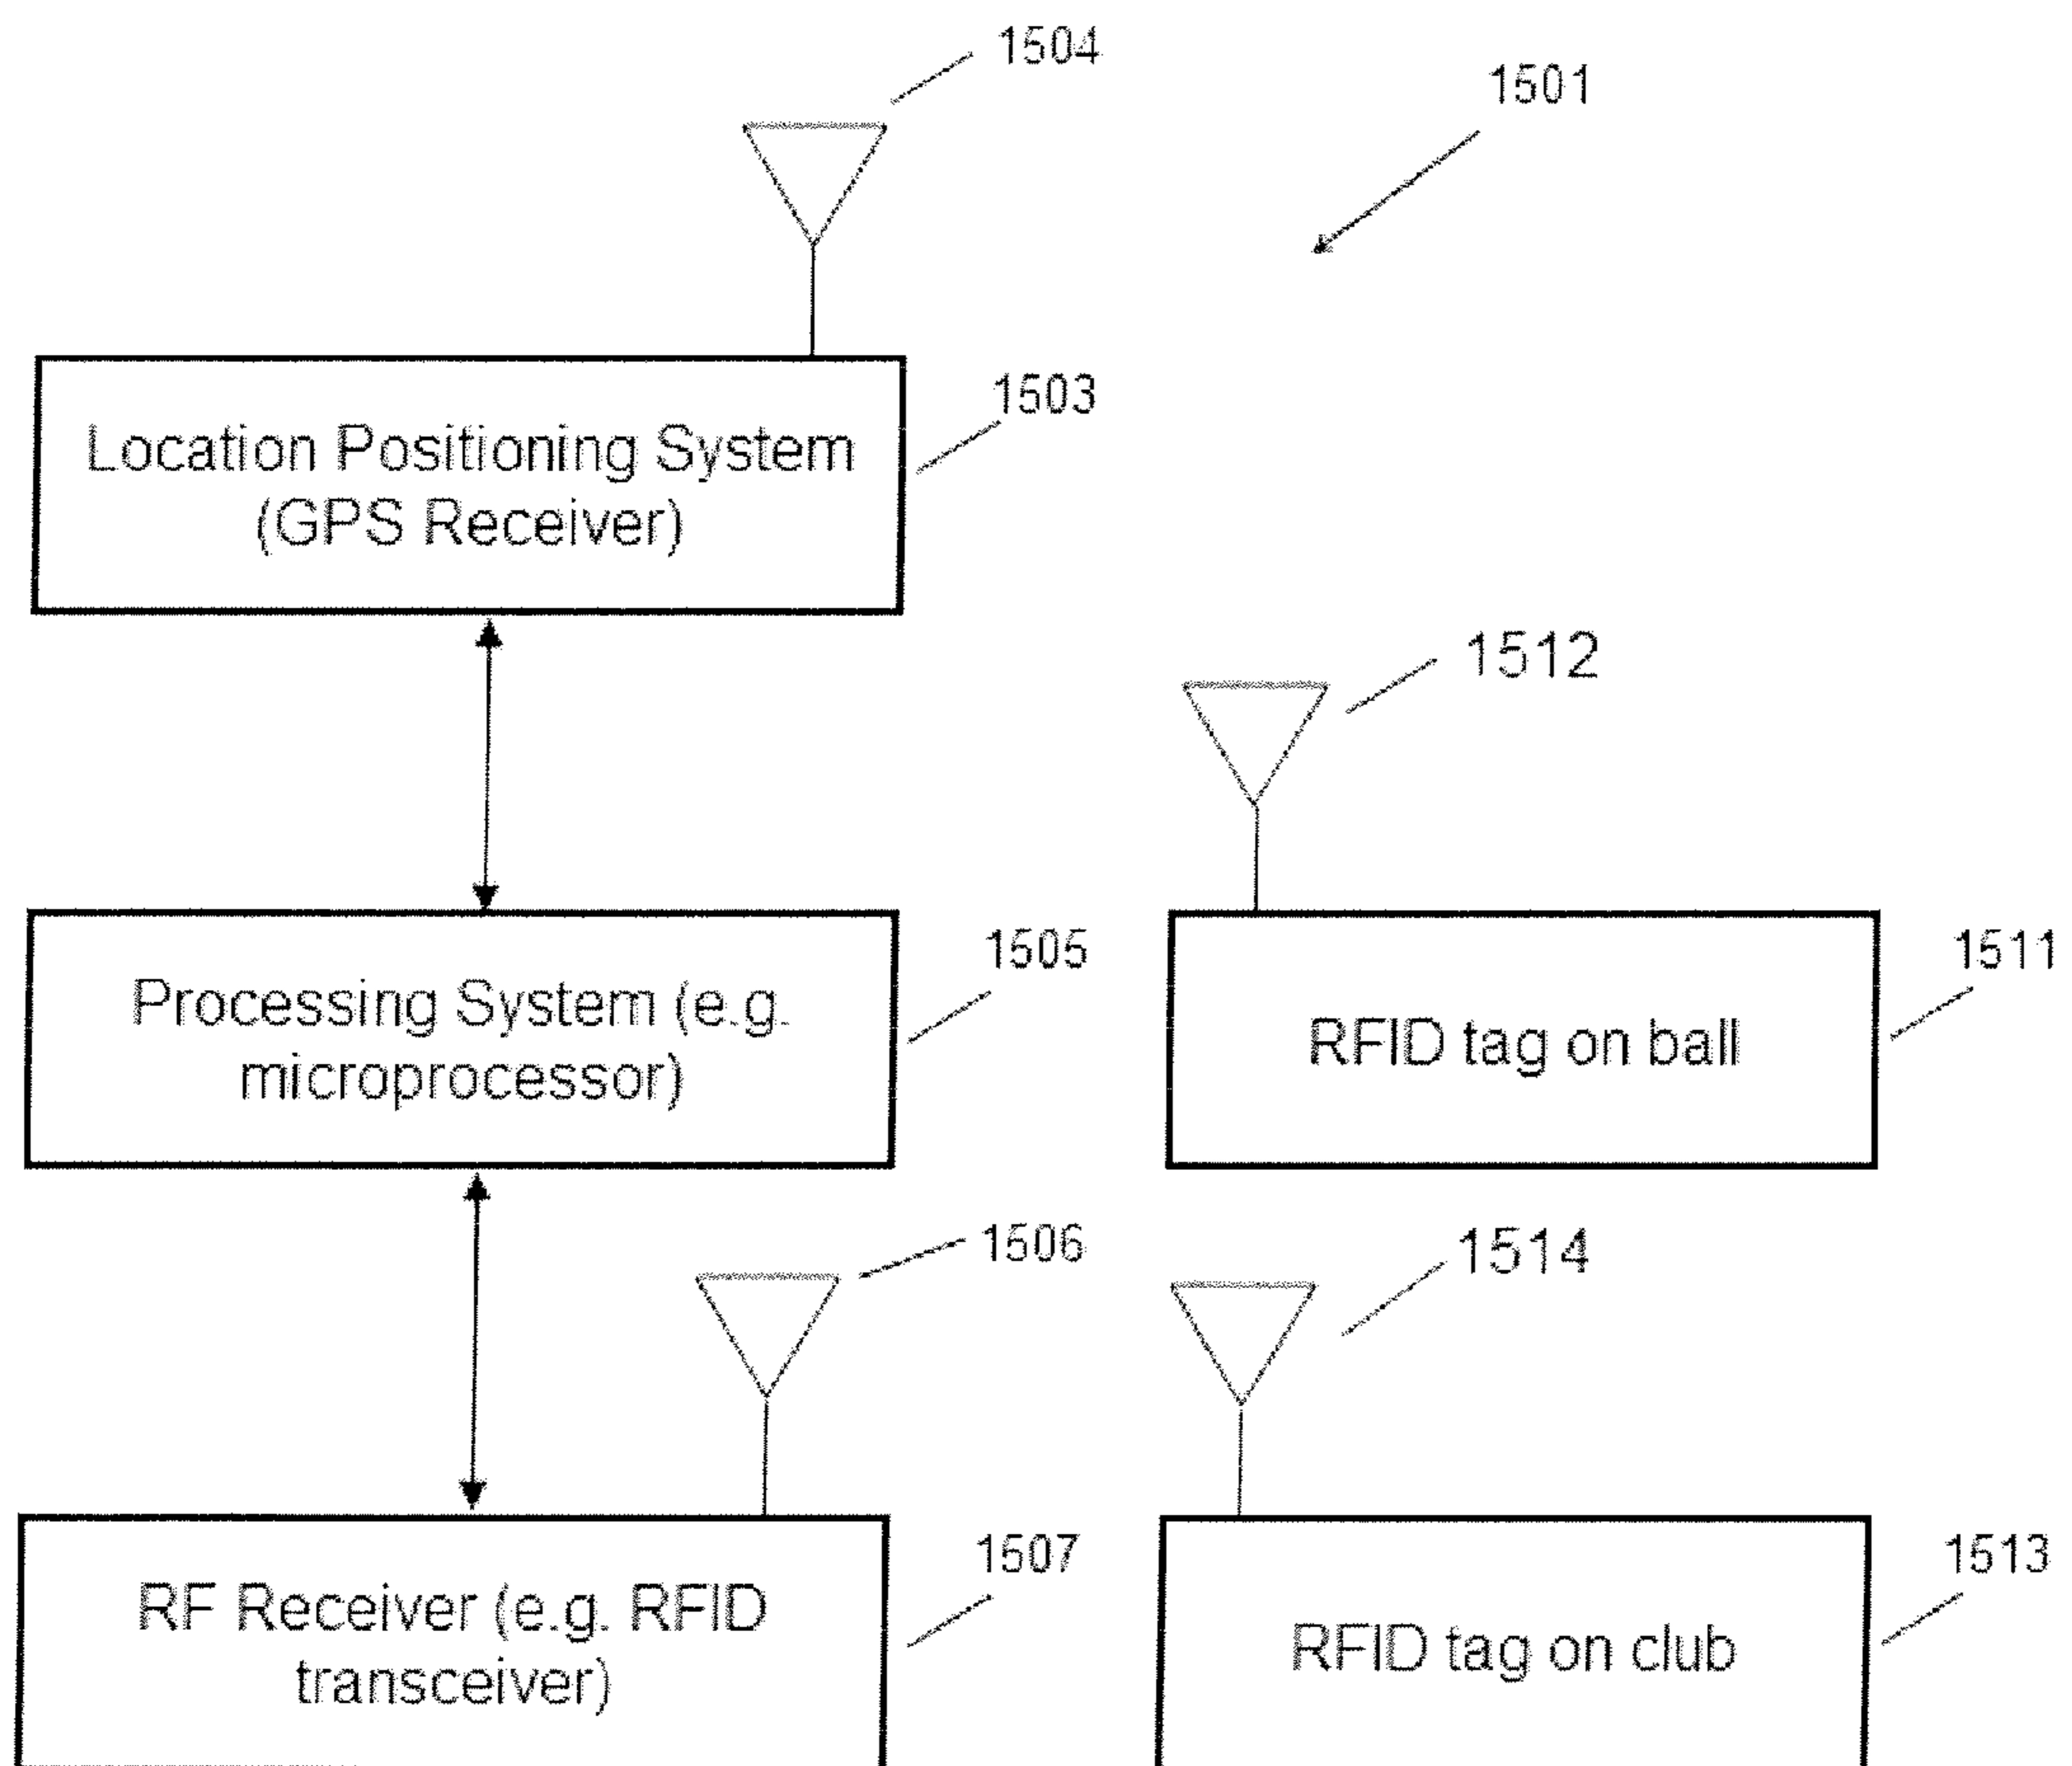 1504
1501
1503
Location Positioning System
(GPS Receiver)
1512
1505
Processing System (e.g.
microprocessor)
1511
RFID tag on ball
1506
1514
1507
RF Receiver (e.g. RFID
transceiver)
1513
RFID tag on club